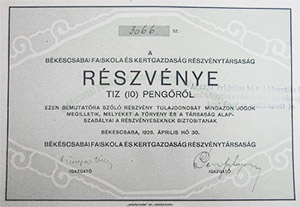 3066 sz.
A
BÉKÉSCSABAI FAISKOLA ÉS KERTGAZDASÁG RÉSZVÉNYTÁRSASÁG
RÉSZVÉNYE
TIZ (10) PENGŐRŐL
EZEN BEMUTATÓRA SZÓLÓ RÉSZVÉNY TULAJDONOSÁT MINDAZON JOGOK
MEGILLETIK, MELYEKET A TÖRVÉNY ÉS A TÁRSASÁG ALAP-
SZABÁLYAI A RÉSZVÉNYESEKNEK BIZTOSITANAK.
BÉKÉSCSABA, 1926. ÁPRILIS HÓ 30.
BÉKÉSCSABAI FAISKOLA ÉS KERTGAZDASÁG RÉSZVÉNYTÁRSASÁG
IGAZGATÓ
IGAZGATÓ